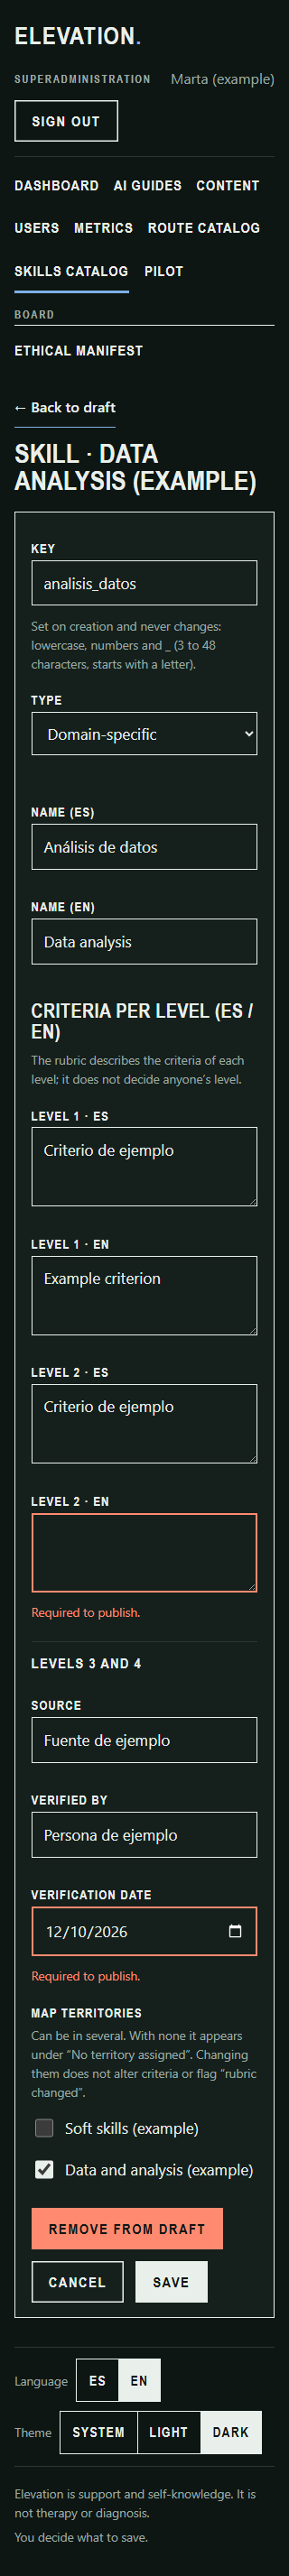 ELEVATION.
SUPERADMINISTRATION Marta (example)
SIGN OUT
DASHBOARD AI GUIDES CONTENT
USERS METRICS ROUTE CATALOG
SKILLS CATALOG PILOT
BOARD
ETHICAL MANIFEST
← Back to draft
SKILL · DATA
ANALYSIS (EXAMPLE)
KEY
analisis_datos
Set on creation and never changes:
lowercase, numbers and _ (3 to 48
characters, starts with a letter).
TYPE
Domain-specific
NAME (ES)
Análisis de datos
NAME (EN)
Data analysis
CRITERIA PER LEVEL (ES /
EN)
The rubric describes the criteria of each
level; it does not decide anyone's level.
LEVEL 1 · ES
Criterio de ejemplo
LEVEL 1 · EN
Example criterion
LEVEL 2 · ES
Criterio de ejemplo
LEVEL 2 · EN
Required to publish.
LEVELS 3 AND 4
SOURCE
Fuente de ejemplo
VERIFIED BY
Persona de ejemplo
VERIFICATION DATE
12/10/2026
Required to publish.
MAP TERRITORIES
Can be in several. With none it appears
under “No territory assigned”. Changing
them does not alter criteria or flag “rubric
changed”.
Soft skills (example)
Data and analysis (example)
REMOVE FROM DRAFT
CANCEL SAVE
Language ES EN
Theme SYSTEM LIGHT DARK
Elevation is support and self-knowledge. It is
not therapy or diagnosis.
You decide what to save.